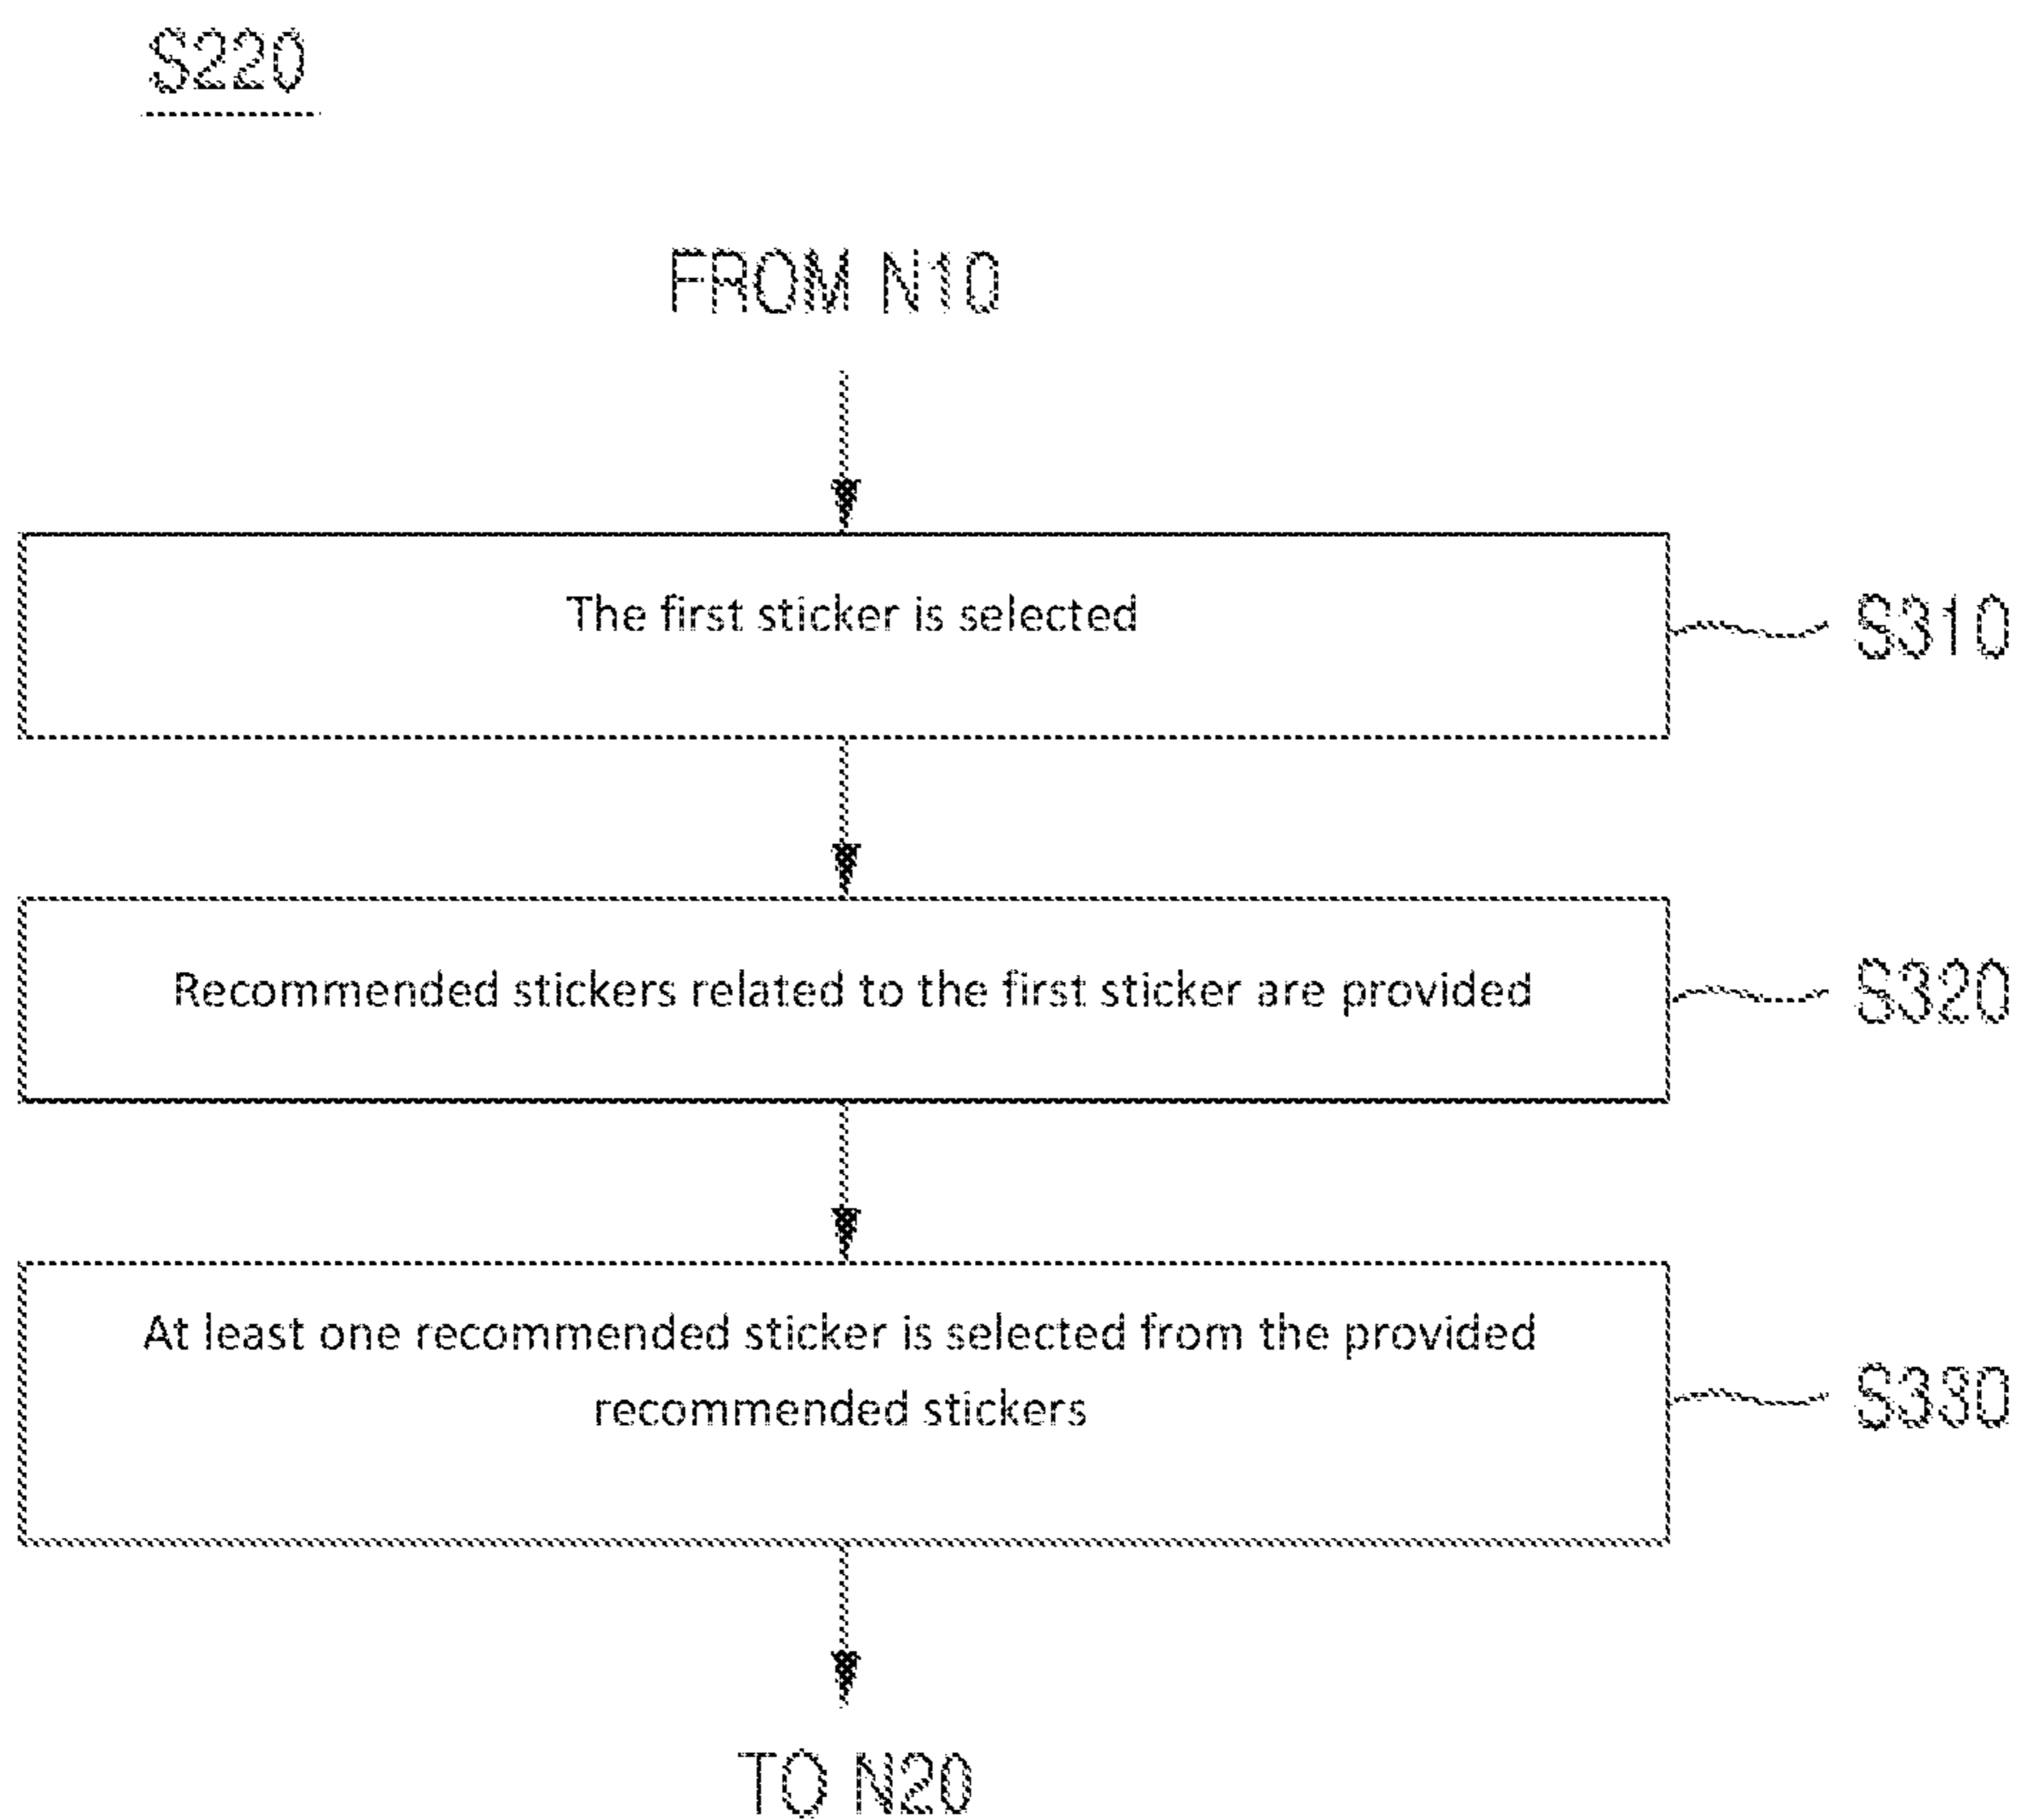 S220
FROM N10
The first sticker is selected
S310
Recommended stickers related to the first sticker are provided
S320
At least one recommended sticker is selected from the provided
recommended stickers
S330
TO N20